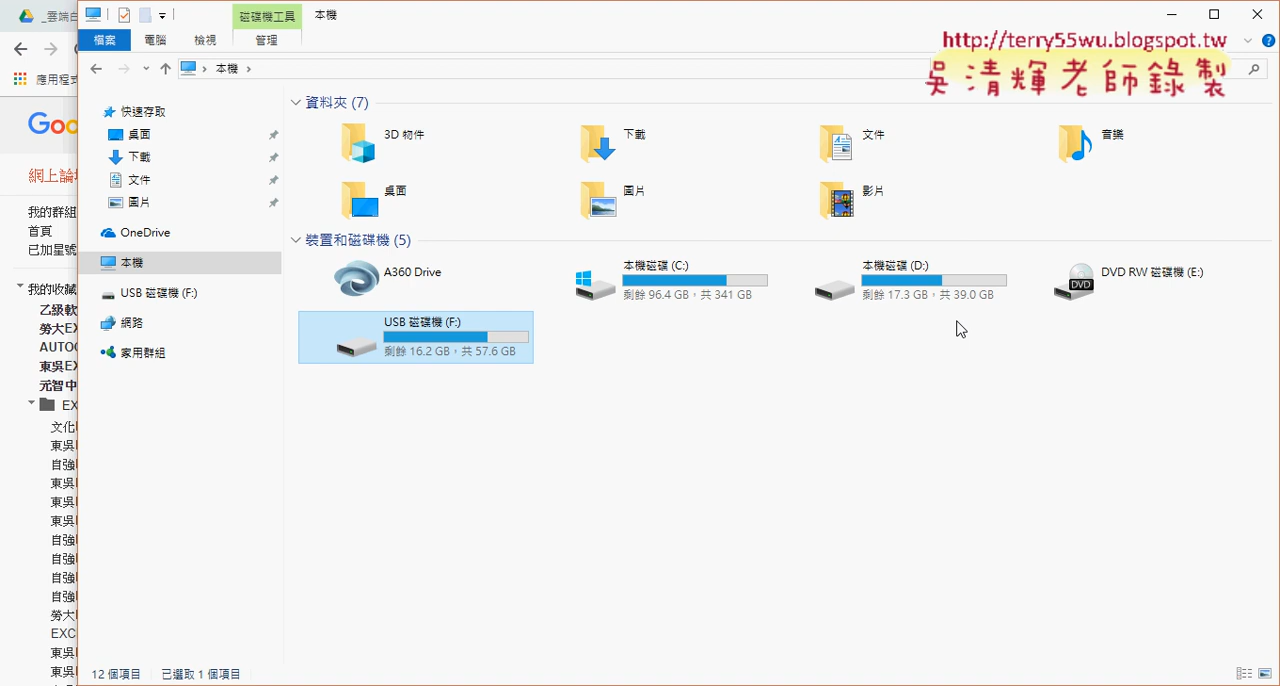 _雲端白
磁碟機工具
本機
檔案
電腦
檢視
管理
http://terry55wu.blogspot.tw
吳清輝老師錄製
本機
應用程式
Goo
網上論壇
我的群組
首頁
已加星號
我的收藏
乙級軟
勞大EX
AUTOC
東吳EX
元智中
EX
文化
東吳
自強
東吳
東吳
東吳
自強
自強
自強
自強
勞大
EXC
東吳
東吳
快速存取
桌面
下載
文件
圖片
OneDrive
本機
USB 磁碟機 (F:)
網路
家用群組
資料夾 (7)
3D 物件
下載
文件
音樂
桌面
圖片
影片
裝置和磁碟機 (5)
A360 Drive
本機磁碟 (C:)
剩餘 96.4 GB，共 341 GB
本機磁碟 (D:)
剩餘 17.3 GB，共 39.0 GB
DVD RW 磁碟機 (E:)
DVD
USB 磁碟機 (F:)
剩餘 16.2 GB，共 57.6 GB
12 個項目
已選取 1 個項目